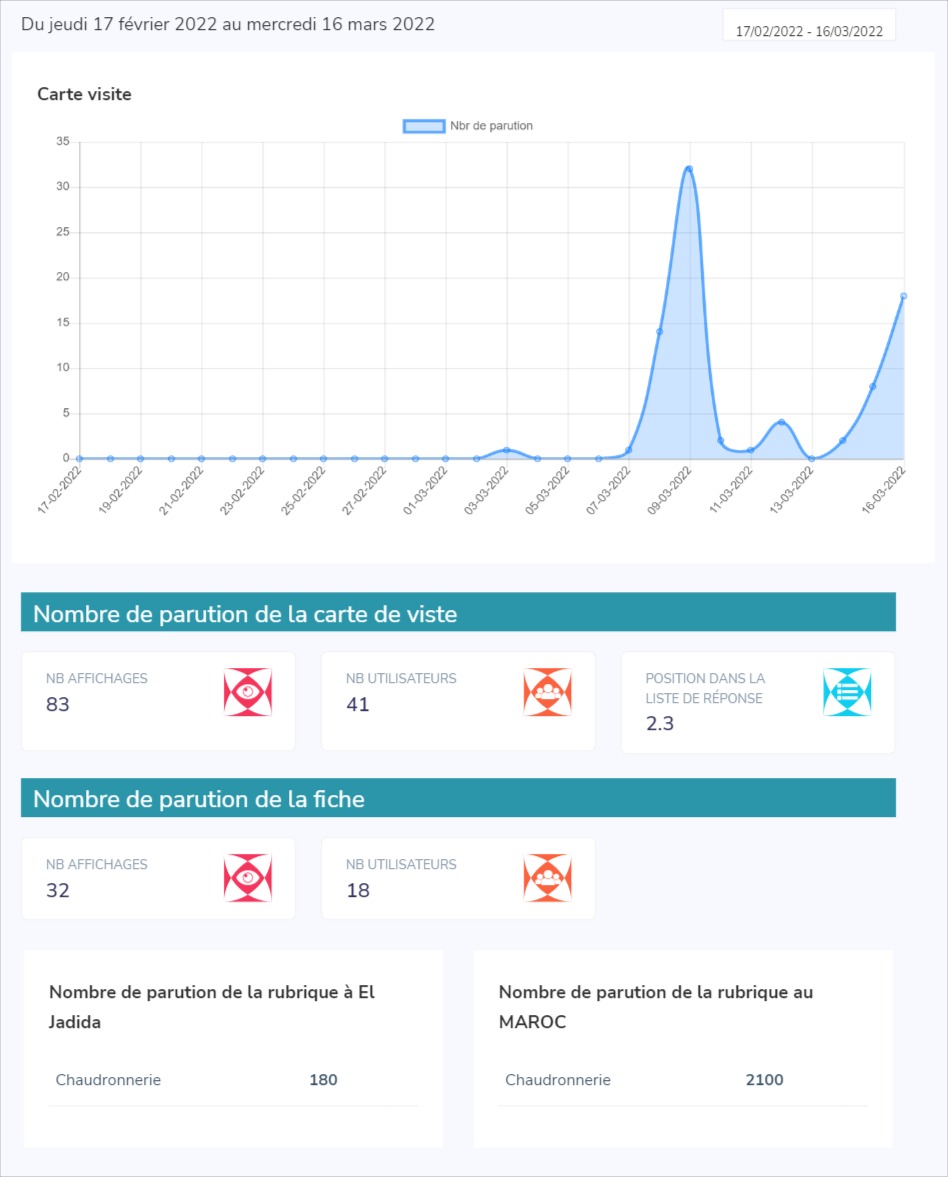 Du jeudi 17 février 2022 au mercredi 16 mars 2022
17/02/2022 - 16/03/2022
Carte visite
Nbr de parution
35
30
25
20
15
10
5
0
17-02-2022
19-02-2022
21-02-2022
23-02-2022
25-02-2022
27-02-2022
01-03-2022
03-03-2022
05-03-2022
07-03-2022
09-03-2022
11-03-2022
13-03-2022
16-03-2022
Nombre de parution de la carte de viste
NB AFFICHAGES
83
NB UTILISATEURS
41
POSITION DANS LA
LISTE DE RÉPONSE
2.3
Nombre de parution de la fiche
NB AFFICHAGES
32
NB UTILISATEURS
18
Nombre de parution de la rubrique à El
Jadida
Chaudronnerie 180
Nombre de parution de la rubrique au
MAROC
Chaudronnerie 2100